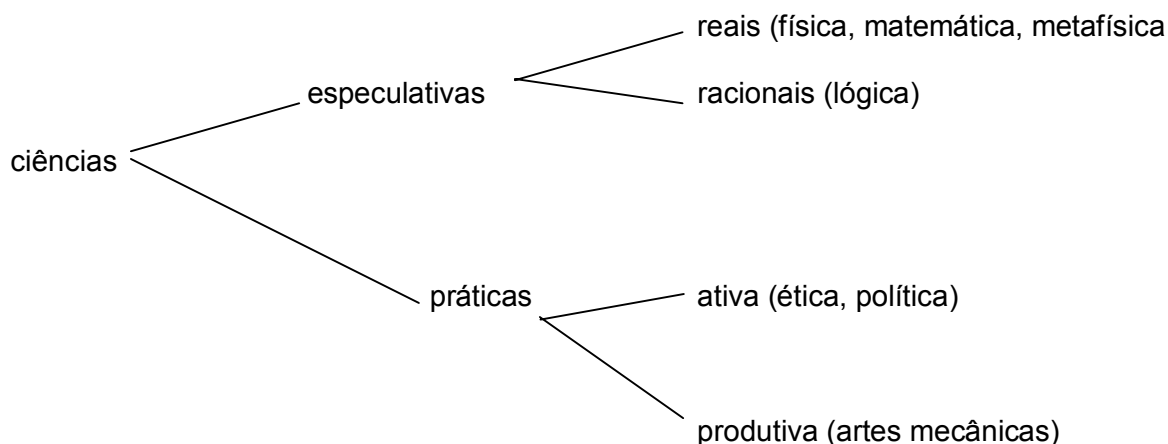 reais (física, matemática, metafísica
especulativas
racionais (lógica)
ciências
práticas
ativa (ética, política)
produtiva (artes mecânicas)